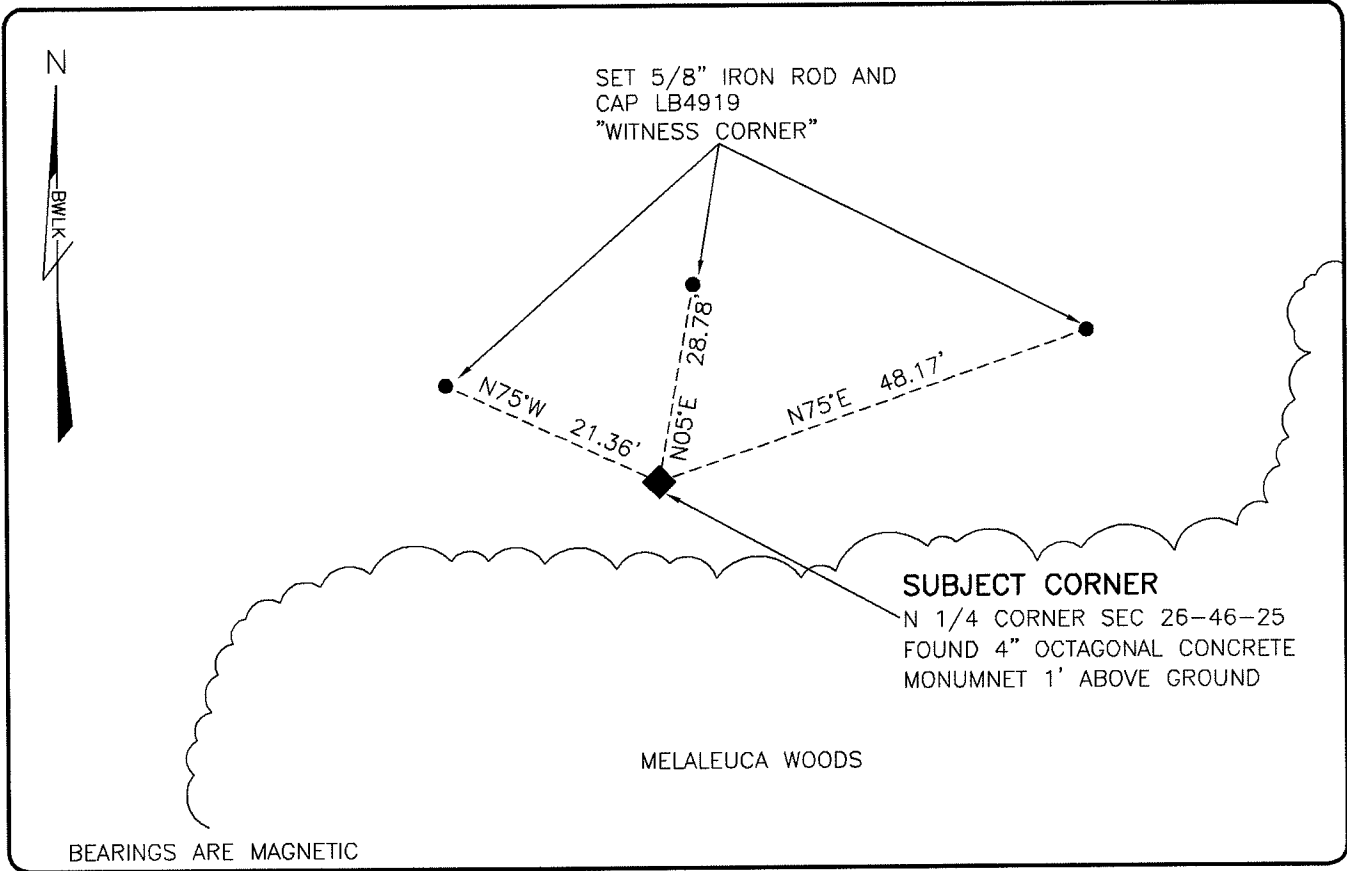 N
BWLK
SET 5/8" IRON ROD AND
CAP LB4919
"WITNESS CORNER"
N75°W 21.36'
N05°E 28.78'
N75°E 48.17'
SUBJECT CORNER
N 1/4 CORNER SEC 26-46-25
FOUND 4" OCTAGONAL CONCRETE
MONUMNET 1' ABOVE GROUND
MELALEUCA WOODS
BEARINGS ARE MAGNETIC